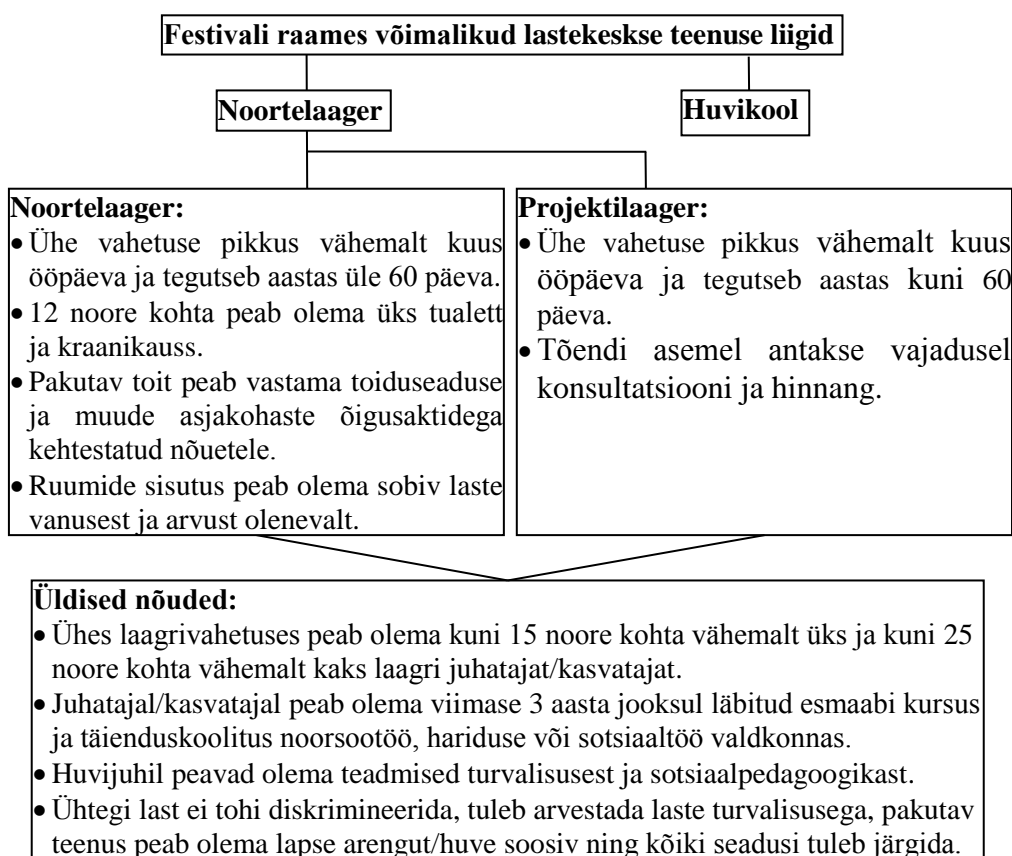 Festivali raames võimalikud lastekeskse teenuse liigid
Noortelaager
Huvikool
Noortelaager:
• Ühe vahetuse pikkus vähemalt kuus
ööpäeva ja tegutseb aastas üle 60 päeva.
• 12 noore kohta peab olema üks tualett
ja kraanikauss.
• Pakutav toit peab vastama toiduseaduse
ja muude asjakohaste õigusaktidega
kehtestatud nõuetele.
• Ruumide sisutus peab olema sobiv laste
vanusest ja arvust olenevalt.
Projektilaager:
• Ühe vahetuse pikkus vähemalt kuus
ööpäeva ja tegutseb aastas kuni 60
päeva.
• Tõendi asemel antakse vajadusel
konsultatsiooni ja hinnang.
Üldised nõuded:
• Ühes laagrivahetuses peab olema kuni 15 noore kohta vähemalt üks ja kuni 25
noore kohta vähemalt kaks laagri juhatajat/kasvatajat.
• Juhatajal/kasvatajal peab olema viimase 3 aasta jooksul läbitud esmaabi kursus
ja täienduskoolitus noorsootöö, hariduse või sotsiaaltöö valdkonnas.
• Huvijuhil peavad olema teadmised turvalisusest ja sotsiaalpedagoogikast.
• Ühtegi last ei tohi diskrimineerida, tuleb arvestada laste turvalisusega, pakutav
teenus peab olema lapse arengut/huve soosiv ning kõiki seadusi tuleb järgida.